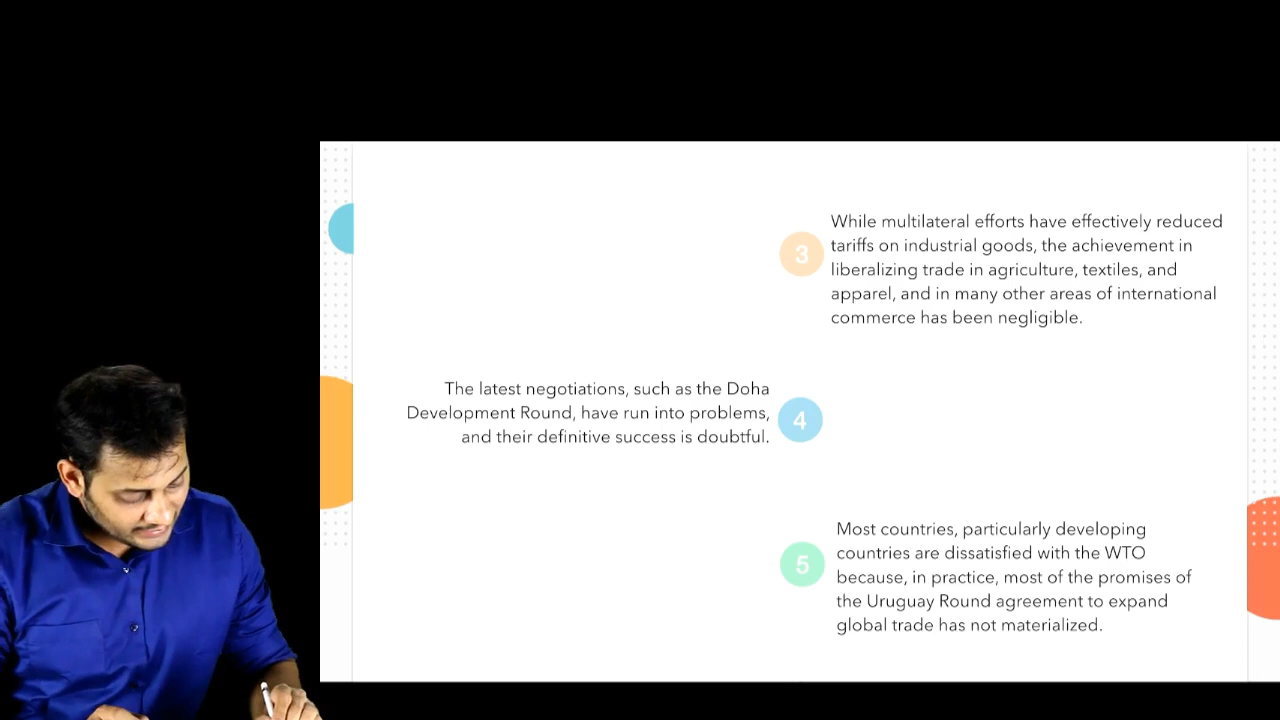 3
While multilateral efforts have effectively reduced
tariffs on industrial goods, the achievement in
liberalizing trade in agriculture, textiles, and
apparel, and in many other areas of international
commerce has been negligible.
The latest negotiations, such as the Doha
Development Round, have run into problems,
and their definitive success is doubtful.
4
5
Most countries, particularly developing
countries are dissatisfied with the WTO
because, in practice, most of the promises of
the Uruguay Round agreement to expand
global trade has not materialized.